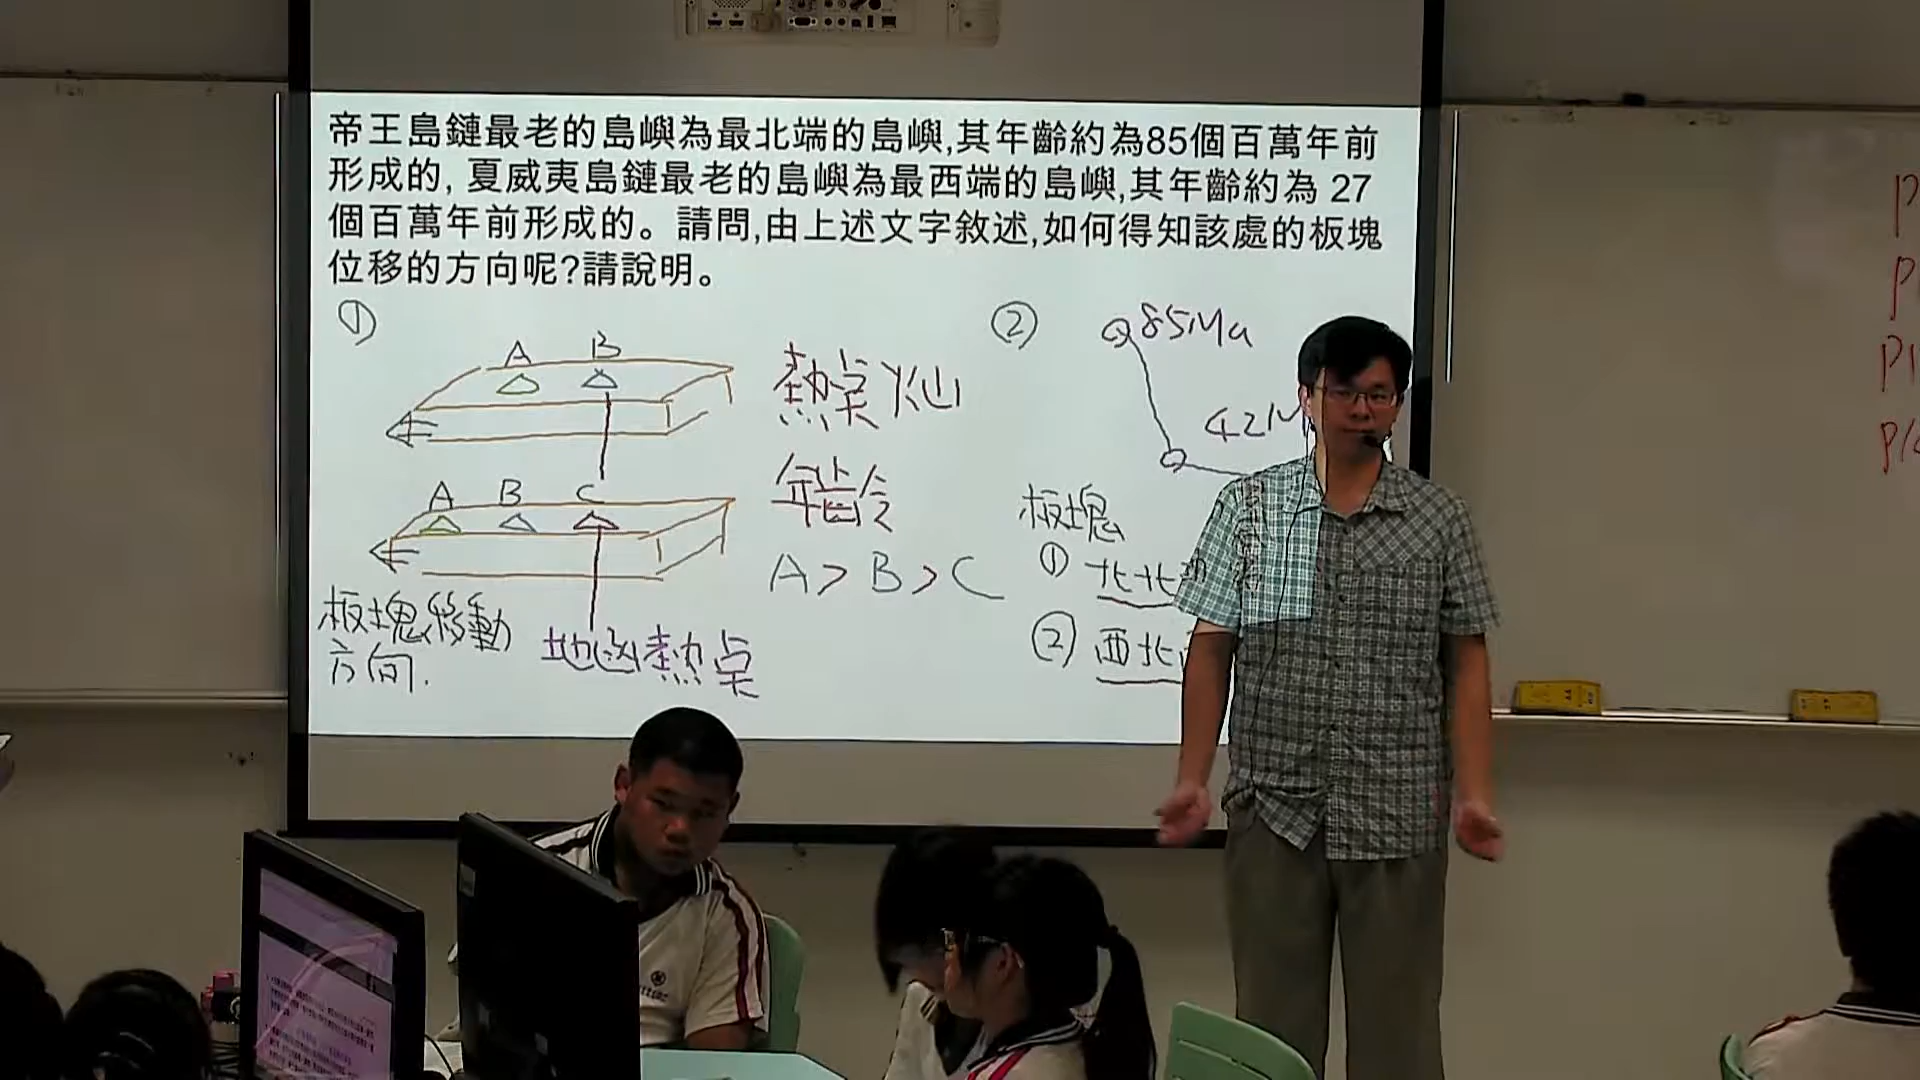 帝王島鏈最老的島嶼為最北端的島嶼,其年齡約為85個百萬年前
形成的, 夏威夷島鏈最老的島嶼為最西端的島嶼,其年齡約為 27
個百萬年前形成的。請問,由上述文字敘述,如何得知該處的板塊
位移的方向呢?請說明。
①
A B
熱点火山
A B C
年齡
A > B > C
板塊移動
方向.
地函熱点
②
85Ma
42M
板塊
① 北北
② 西北